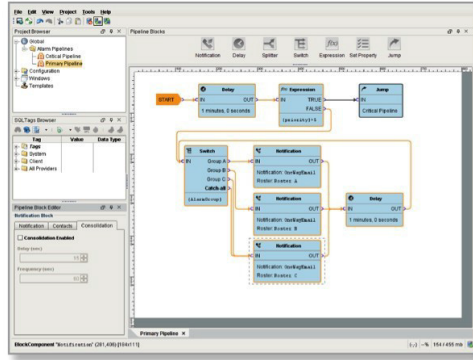 File Edit View Project Tools Help
Project Browser
Global
Alarm Pipelines
Critical Pipeline
Primary Pipeline
Configuration
Windows
Templates
SQLTags Browser
Tag Value Data Type
Tags
System
Client
All Providers
Pipeline Block Editor
Notification Block
Notification Contacts Consolidation
Consolidation Enabled
Delay (sec)
Frequency (sec)
Pipeline Blocks
Notification Delay Splitter Switch Expression Set Property Jump
START
Delay
IN OUT
1 minutes, 0 seconds
Expression
IN TRUE
FALSE
Jump
IN
Critical Pipeline
Switch
IN Group A
Group B
Group C
Catch-all
Notification
IN OUT
Notification: OneWayEmail
Roster: Roster A
Notification
IN OUT
Notification: OneWayEmail
Roster: Roster B
Delay
IN OUT
1 minutes, 0 seconds
Notification
IN OUT
Notification: OneWayEmail
Roster: Roster C
Primary Pipeline
BlockComponent "Notification"